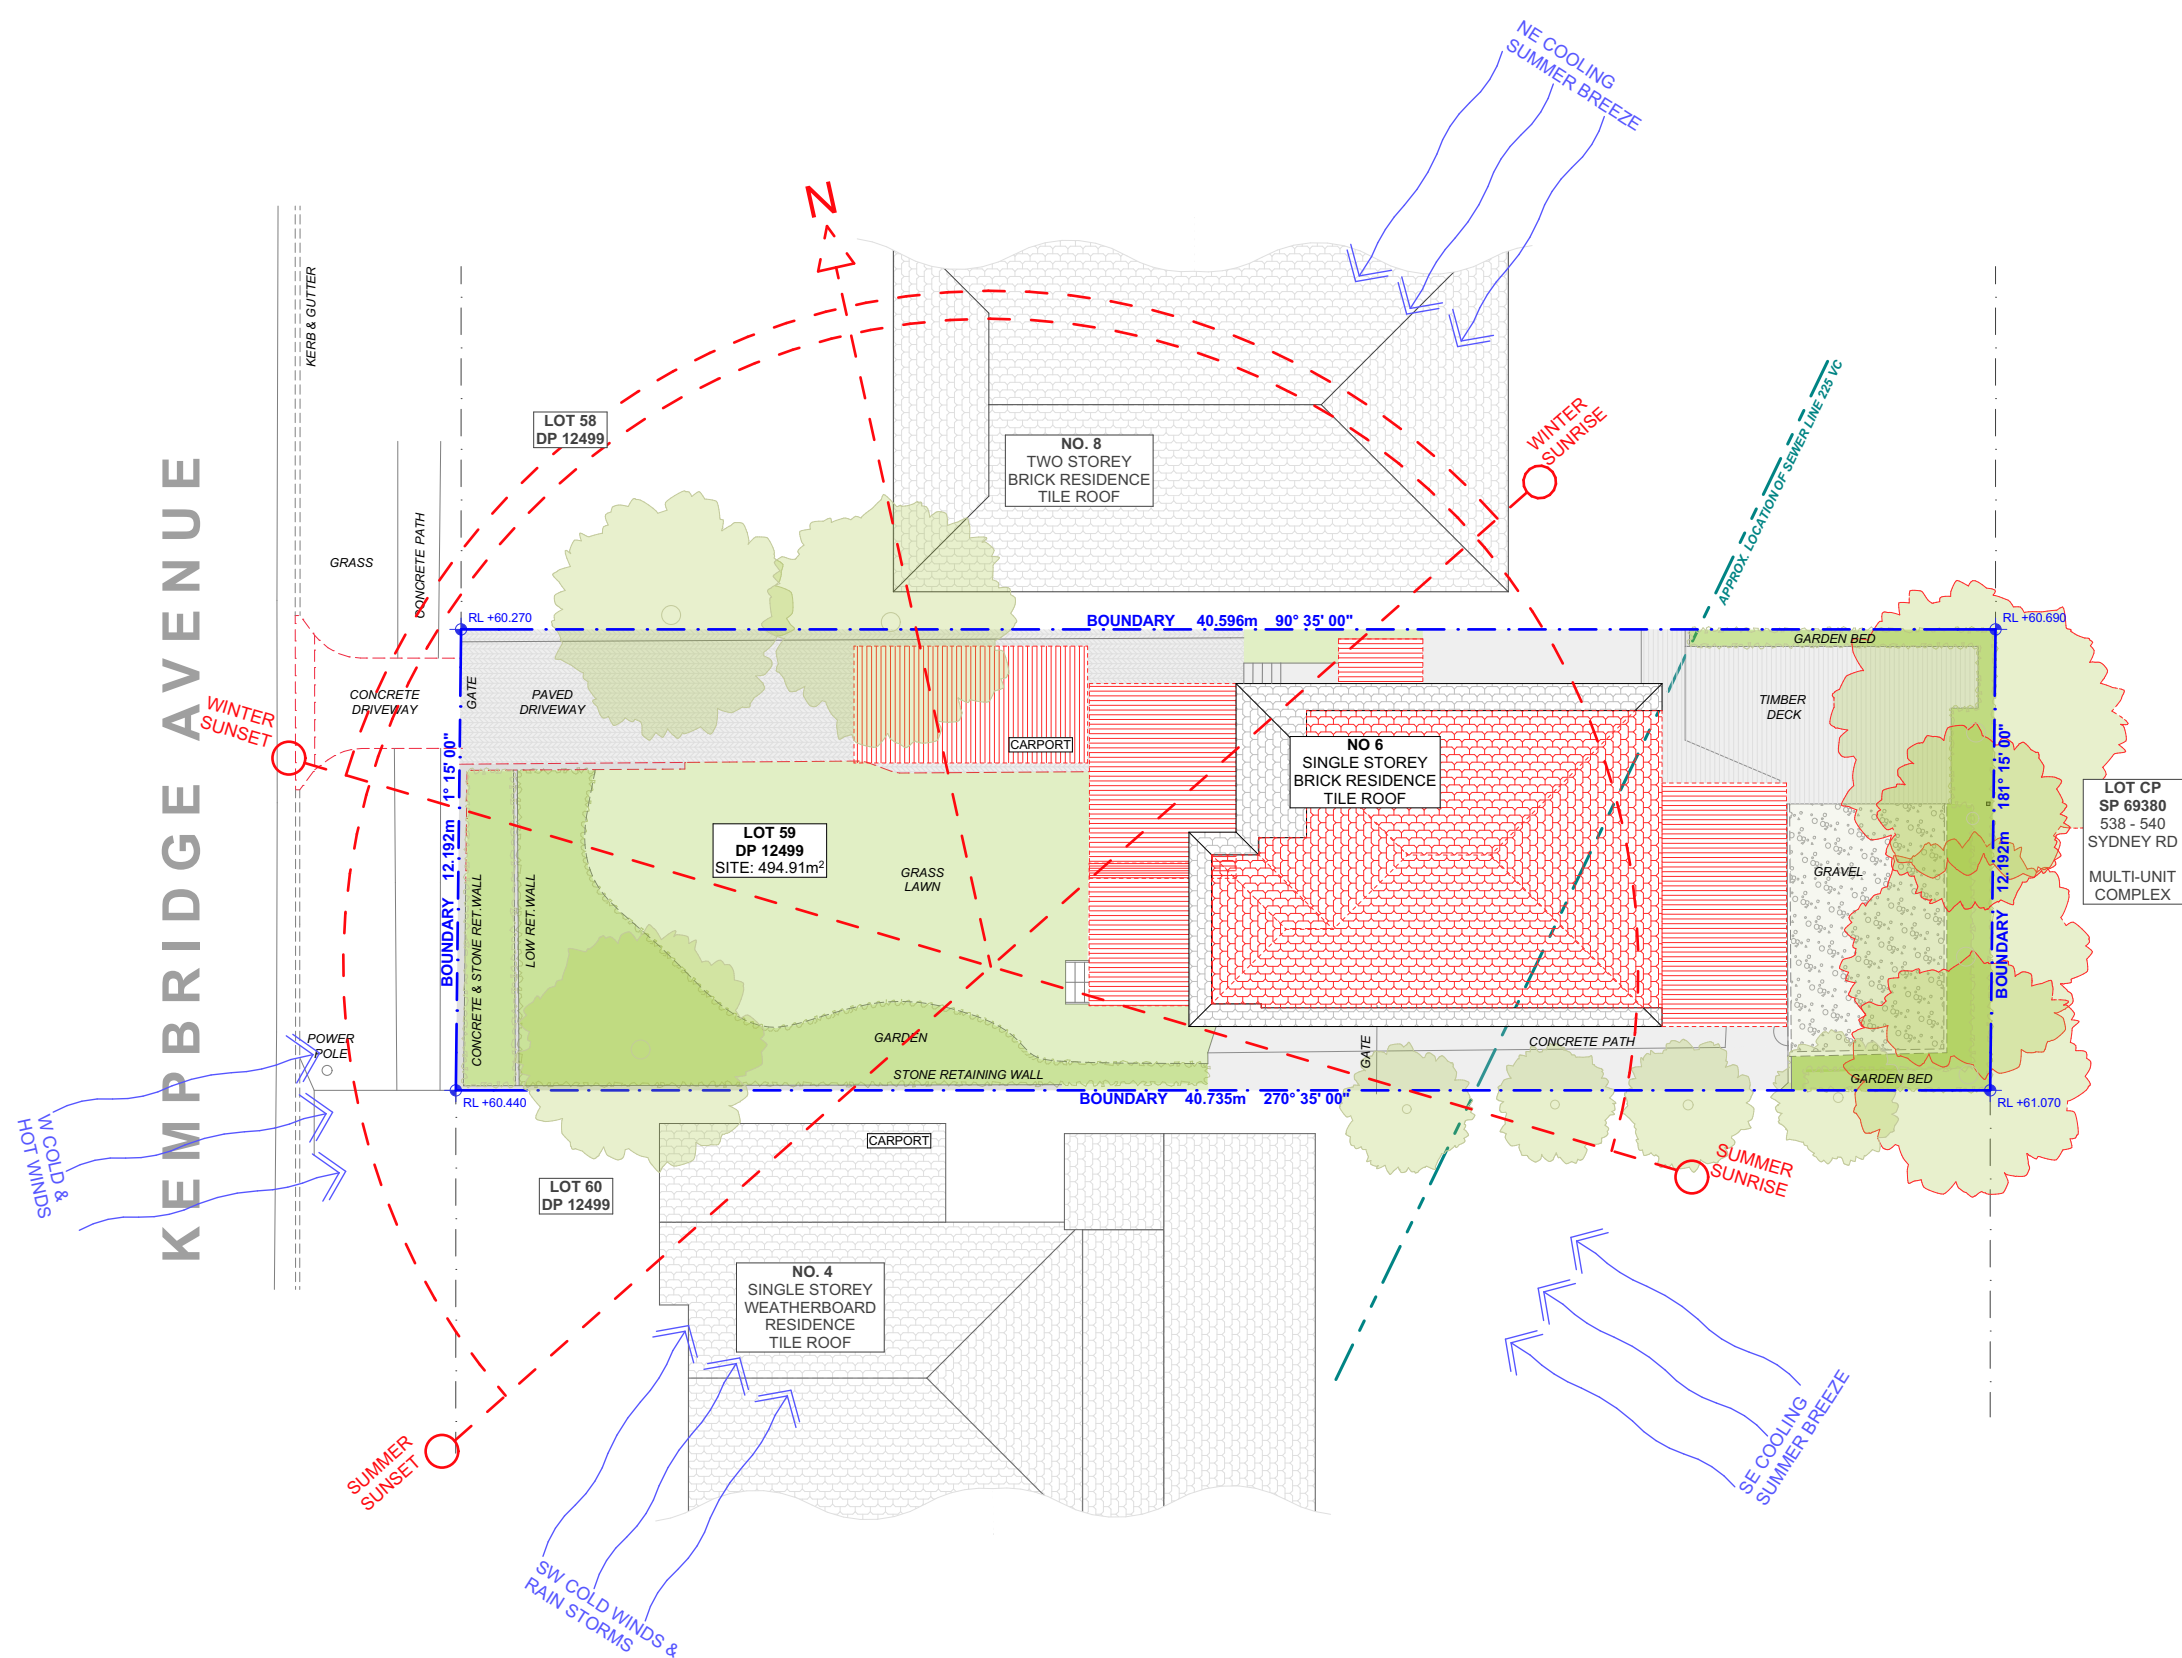 NE COOLING
SUMMER BREEZE
N
KERB & GUTTER
KEMPBRIDGE AVENUE
LOT 58
DP 12499
NO. 8
TWO STOREY
BRICK RESIDENCE
TILE ROOF
WINTER
SUNRISE
APPROX. LOCATION OF SEWER LINE 225 VC
GRASS
CONCRETE PATH
RL +60.270
BOUNDARY 40.596m 90° 35' 00"
RL +60.690
GARDEN BED
CONCRETE
DRIVEWAY
GATE
PAVED
DRIVEWAY
TIMBER
DECK
WINTER
SUNSET
CARPORT
NO 6
SINGLE STOREY
BRICK RESIDENCE
TILE ROOF
BOUNDARY 12.192m 1° 15' 00"
BOUNDARY 12.192m 181° 15' 00"
LOT CP
SP 69380
538 - 540
SYDNEY RD
MULTI-UNIT
COMPLEX
LOT 59
DP 12499
SITE: 494.91m²
GRASS
LAWN
GRAVEL
CONCRETE & STONE RET.WALL
LOW RET.WALL
POWER
POLE
GARDEN
GATE
CONCRETE PATH
STONE RETAINING WALL
GARDEN BED
RL +60.440
BOUNDARY 40.735m 270° 35' 00"
RL +61.070
W COLD &
HOT WINDS
CARPORT
SUMMER
SUNRISE
LOT 60
DP 12499
NO. 4
SINGLE STOREY
WEATHERBOARD
RESIDENCE
TILE ROOF
SUMMER
SUNSET
SE COOLING
SUMMER BREEZE
SW COLD WINDS &
RAIN STORMS